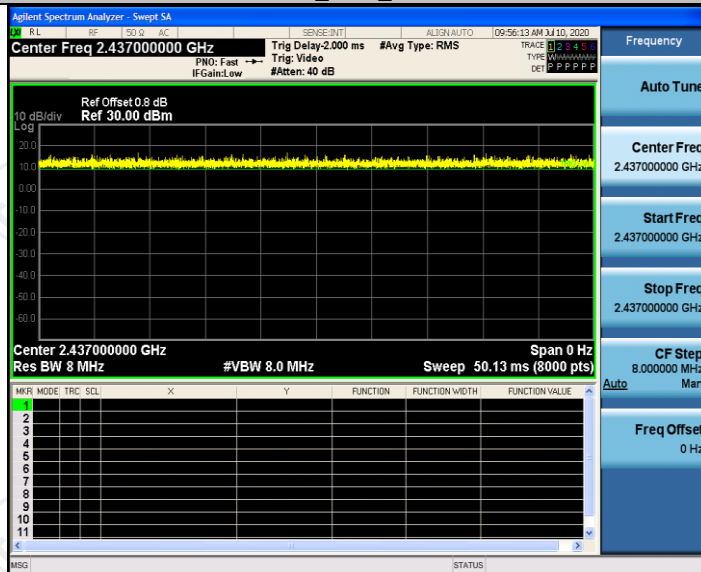 Agilent Spectrum Analyzer - Swept SA
RL RF 50 Ω AC SENSE:INT ALIGN AUTO 09:56:13 AM Jul 10, 2020
Center Freq 2.437000000 GHz
PNO: Fast
IFGain:Low
Trig Delay-2.000 ms
Trig: Video
#Atten: 40 dB
#Avg Type: RMS
TRACE 1 2 3 4 5 6
TYPE
DET P P P P P P
Ref Offset 0.8 dB
10 dB/div Ref 30.00 dBm
Log
20.0
10.0
0.00
-10.0
-20.0
-30.0
-40.0
-50.0
-60.0
Center 2.437000000 GHz Span 0 Hz
Res BW 8 MHz #VBW 8.0 MHz Sweep 50.13 ms (8000 pts)
MKR MODE TRC SCL X Y FUNCTION FUNCTION WIDTH FUNCTION VALUE
1
2
3
4
5
6
7
8
9
10
11
MSG STATUS
Frequency
Auto Tune
Center Freq
2.437000000 GHz
Start Freq
2.437000000 GHz
Stop Freq
2.437000000 GHz
CF Step
8.000000 MHz
Auto Man
Freq Offset
0 Hz